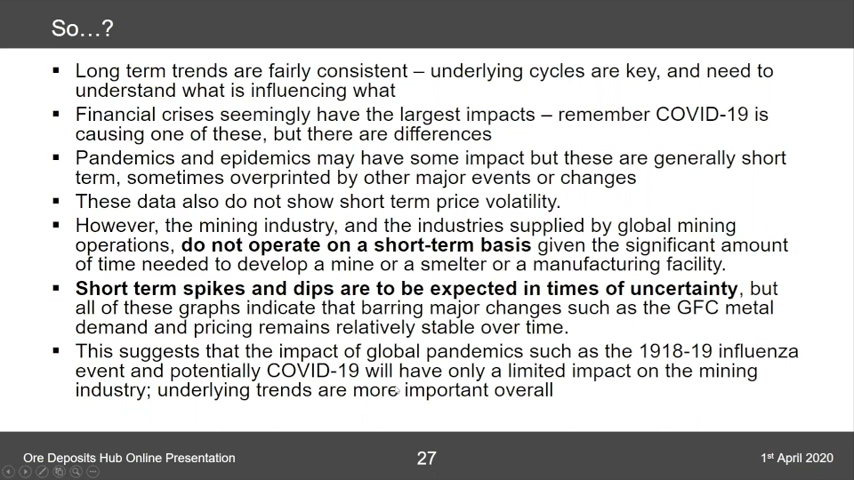 So…?
▪ Long term trends are fairly consistent – underlying cycles are key, and need to
understand what is influencing what
▪ Financial crises seemingly have the largest impacts – remember COVID-19 is
causing one of these, but there are differences
▪ Pandemics and epidemics may have some impact but these are generally short
term, sometimes overprinted by other major events or changes
▪ These data also do not show short term price volatility.
▪ However, the mining industry, and the industries supplied by global mining
operations, do not operate on a short-term basis given the significant amount
of time needed to develop a mine or a smelter or a manufacturing facility.
▪ Short term spikes and dips are to be expected in times of uncertainty, but
all of these graphs indicate that barring major changes such as the GFC metal
demand and pricing remains relatively stable over time.
▪ This suggests that the impact of global pandemics such as the 1918-19 influenza
event and potentially COVID-19 will have only a limited impact on the mining
industry; underlying trends are more important overall
Ore Deposits Hub Online Presentation
27
1st April 2020